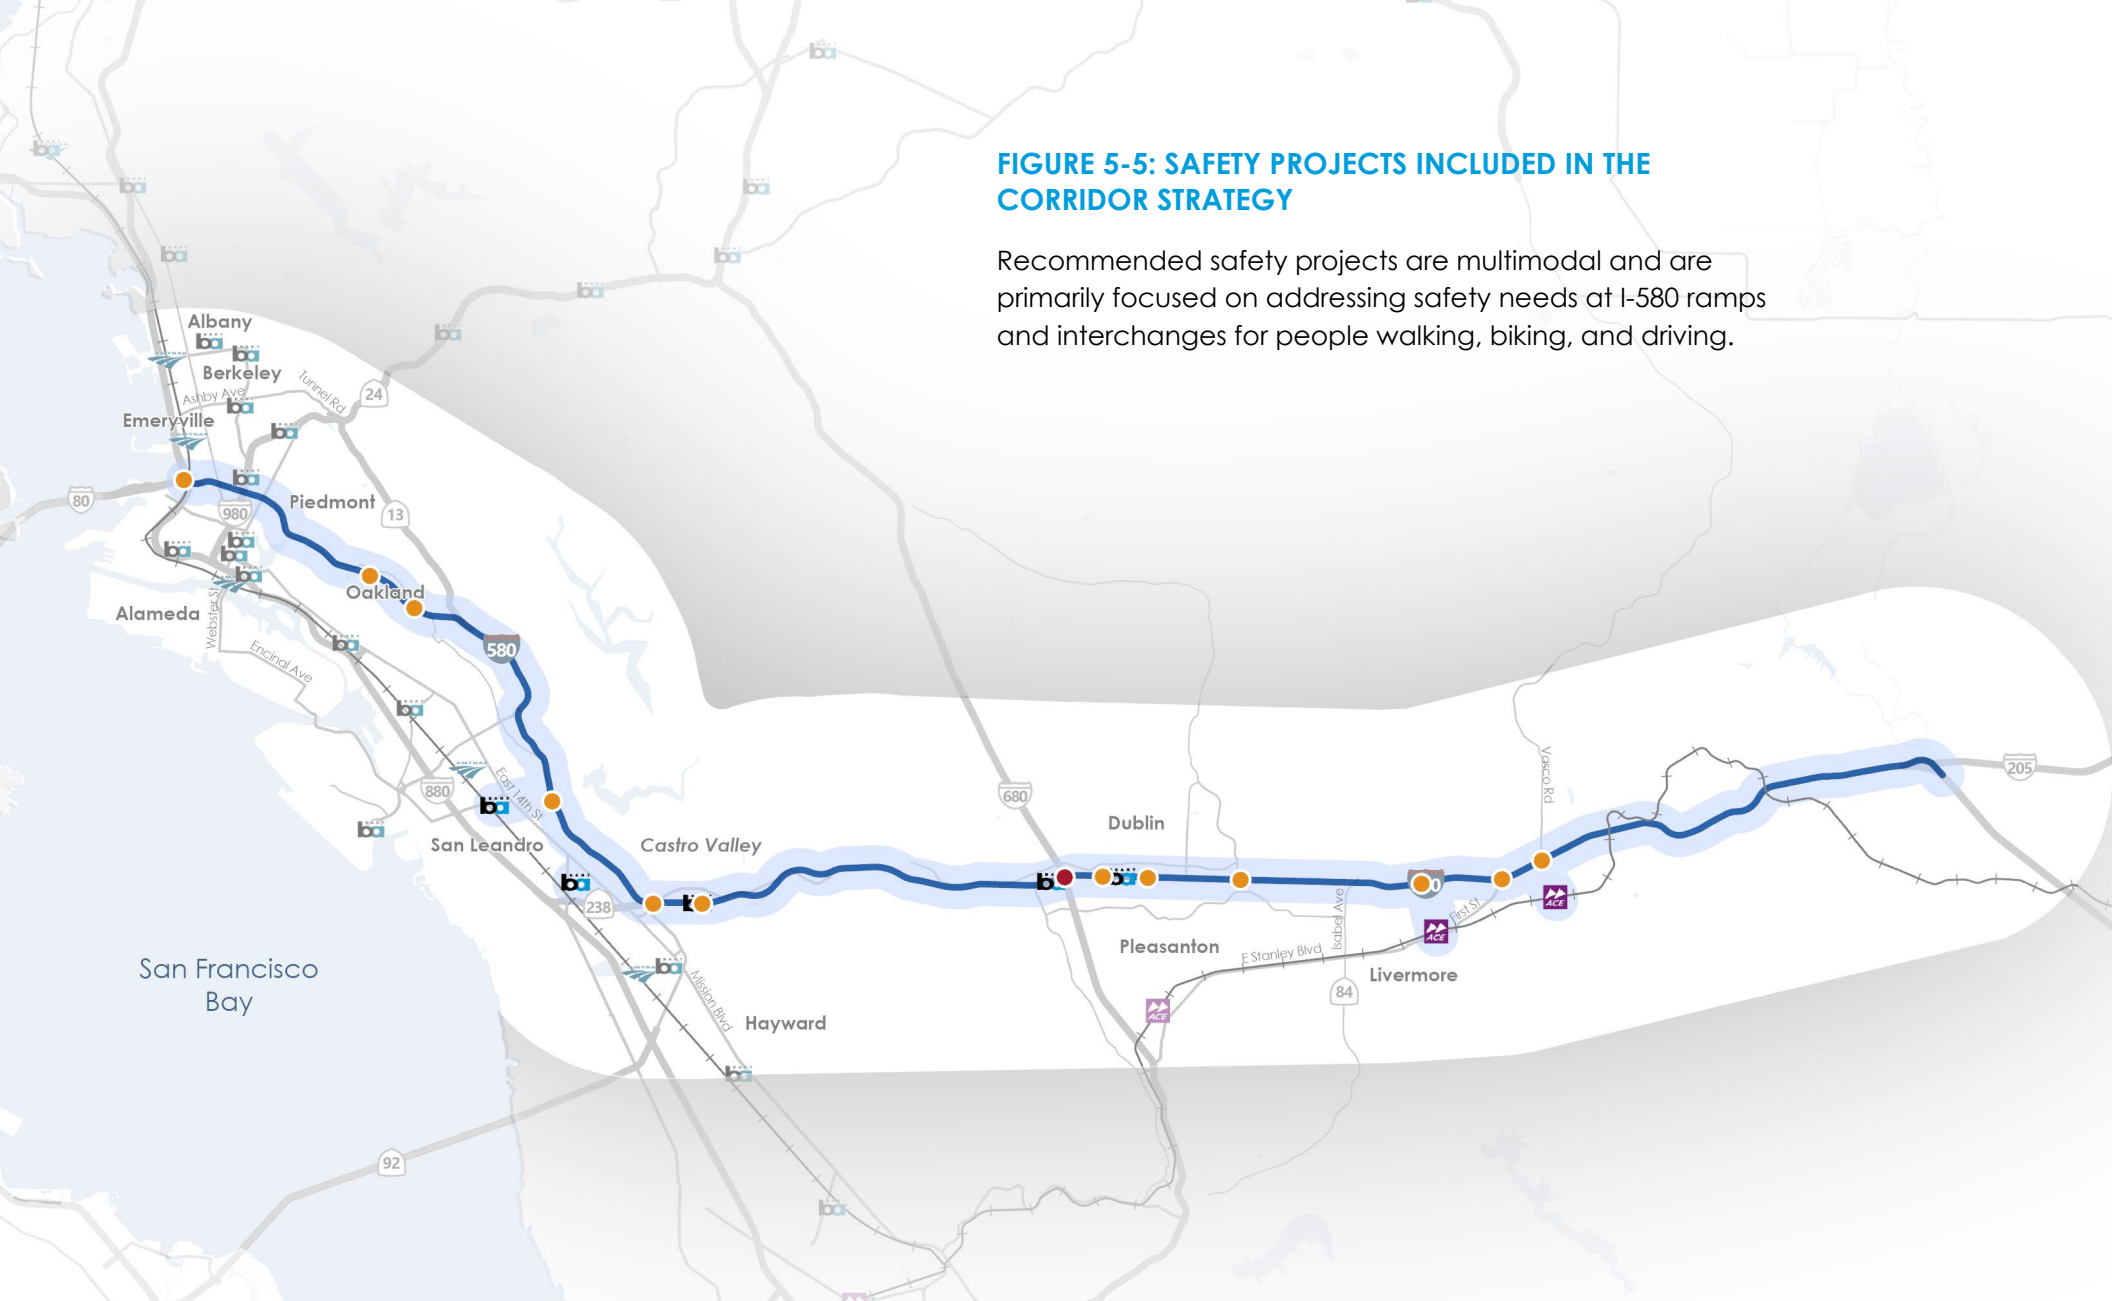 FIGURE 5-5: SAFETY PROJECTS INCLUDED IN THE
CORRIDOR STRATEGY
Recommended safety projects are multimodal and are
primarily focused on addressing safety needs at I-580 ramps
and interchanges for people walking, biking, and driving.
Albany
Berkeley
Tunnel Rd
24
Ashby Ave
Emeryville
80
980
Piedmont
13
Oakland
Alameda
Webster St
Encinal Ave
580
880
East 14th St
San Leandro
Castro Valley
238
680
Dublin
Vasco Rd
205
Pleasanton
E Stanley Blvd
Isabel Ave
First St
ACE
ACE
ACE
Livermore
84
San Francisco
Bay
Mission Blvd
Hayward
92